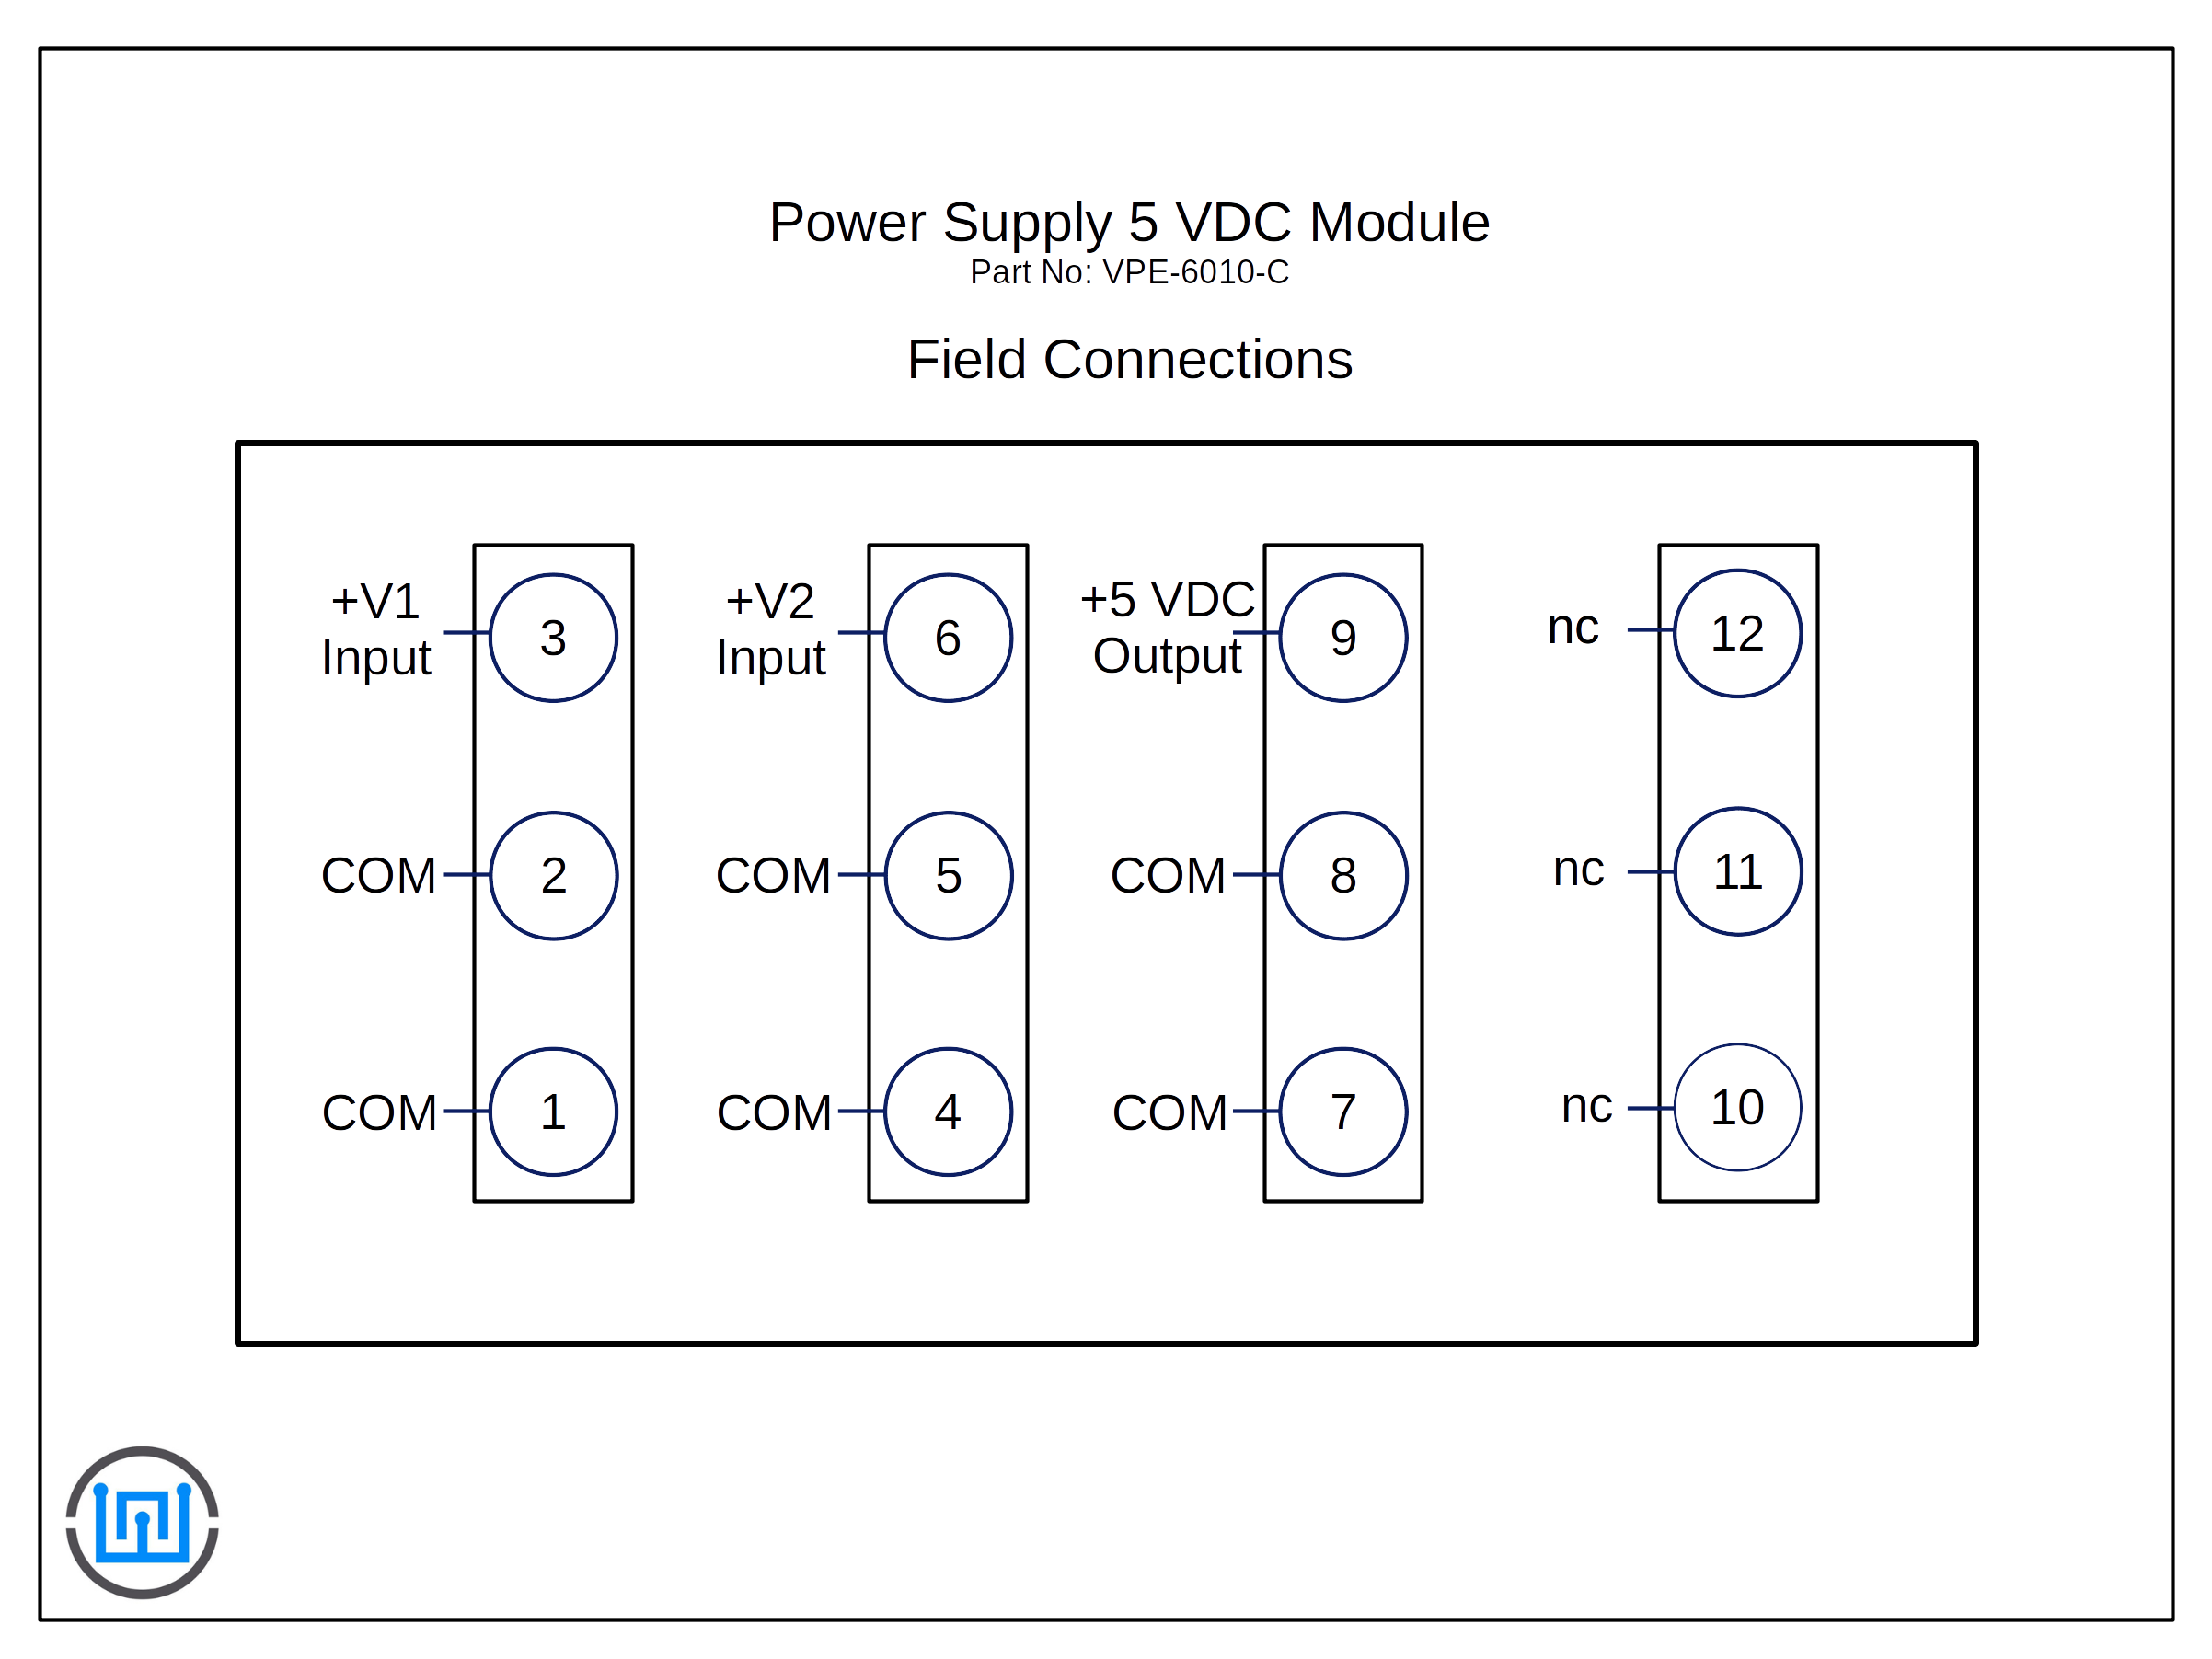 Power Supply 5 VDC Module
Part No: VPE-6010-C
Field Connections
+V1
Input
3
+V2
Input
6
+5 VDC
Output
9
nc
12
COM
2
COM
5
COM
8
nc
11
COM
1
COM
4
COM
7
nc
10